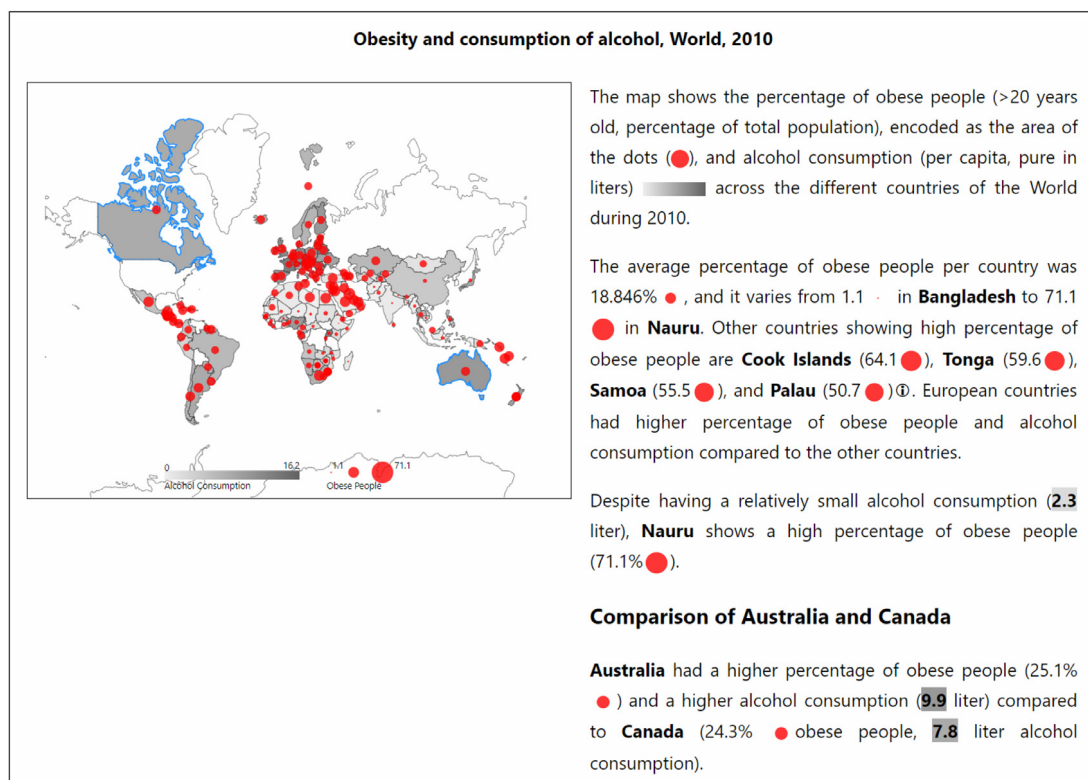 Obesity and consumption of alcohol, World, 2010
0
16.2
1.1
71.1
Alcohol Consumption
Obese People
The map shows the percentage of obese people (>20 years
old, percentage of total population), encoded as the area of
the dots ( ), and alcohol consumption (per capita, pure in
liters) across the different countries of the World
during 2010.
The average percentage of obese people per country was
18.846% , and it varies from 1.1 in Bangladesh to 71.1
in Nauru. Other countries showing high percentage of
obese people are Cook Islands (64.1 ), Tonga (59.6 ),
Samoa (55.5 ), and Palau (50.7 )ⓘ. European countries
had higher percentage of obese people and alcohol
consumption compared to the other countries.
Despite having a relatively small alcohol consumption (2.3
liter), Nauru shows a high percentage of obese people
(71.1% ).
Comparison of Australia and Canada
Australia had a higher percentage of obese people (25.1%
) and a higher alcohol consumption (9.9 liter) compared
to Canada (24.3% obese people, 7.8 liter alcohol
consumption).